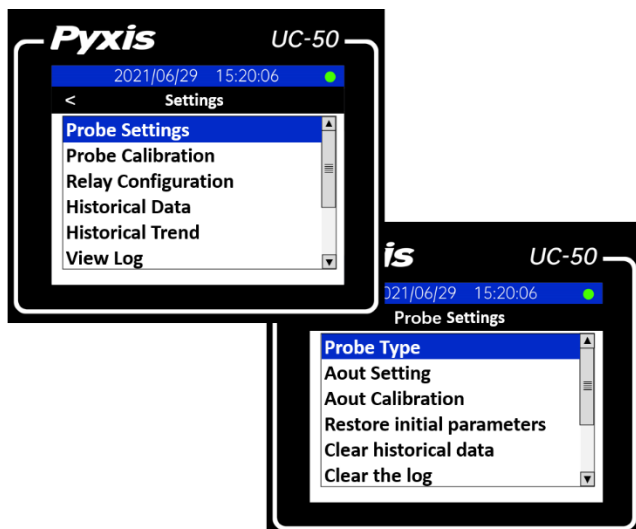 Pyxis UC-50
2021/06/29 15:20:06
< Settings
Probe Settings
Probe Calibration
Relay Configuration
Historical Data
Historical Trend
View Log
is UC-50
021/06/29 15:20:06
Probe Settings
Probe Type
Aout Setting
Aout Calibration
Restore initial parameters
Clear historical data
Clear the log